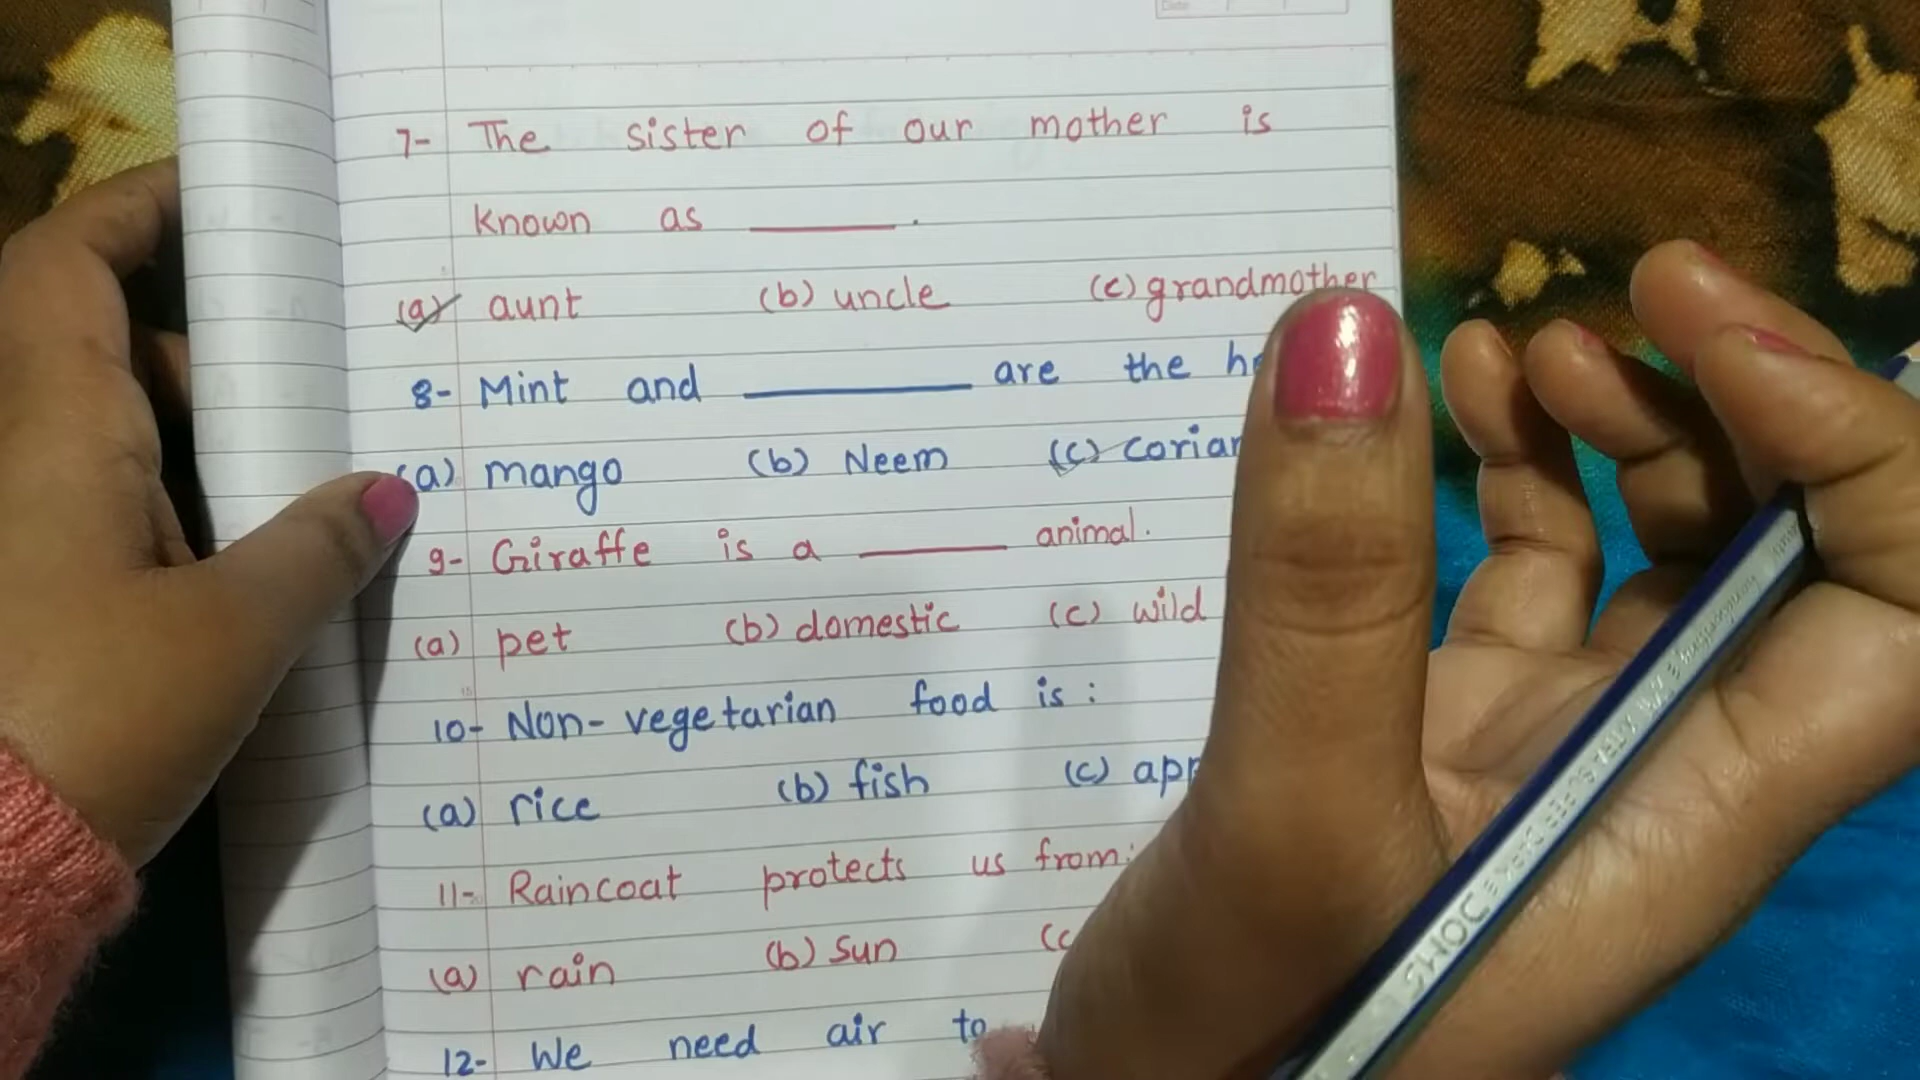 Date
7- The sister of our mother is
known as ______.
(a) aunt (b) uncle (c) grandmother
8- Mint and ______ are the
(a) mango (b) Neem (c)
9- Giraffe is a ______ animal.
(a) pet (b) domestic (c) wild
10- Non-vegetarian food is:
(a) rice (b) fish (c)
11- Raincoat protects us from:
(a) rain (b) sun
12- We need air to
DOMS